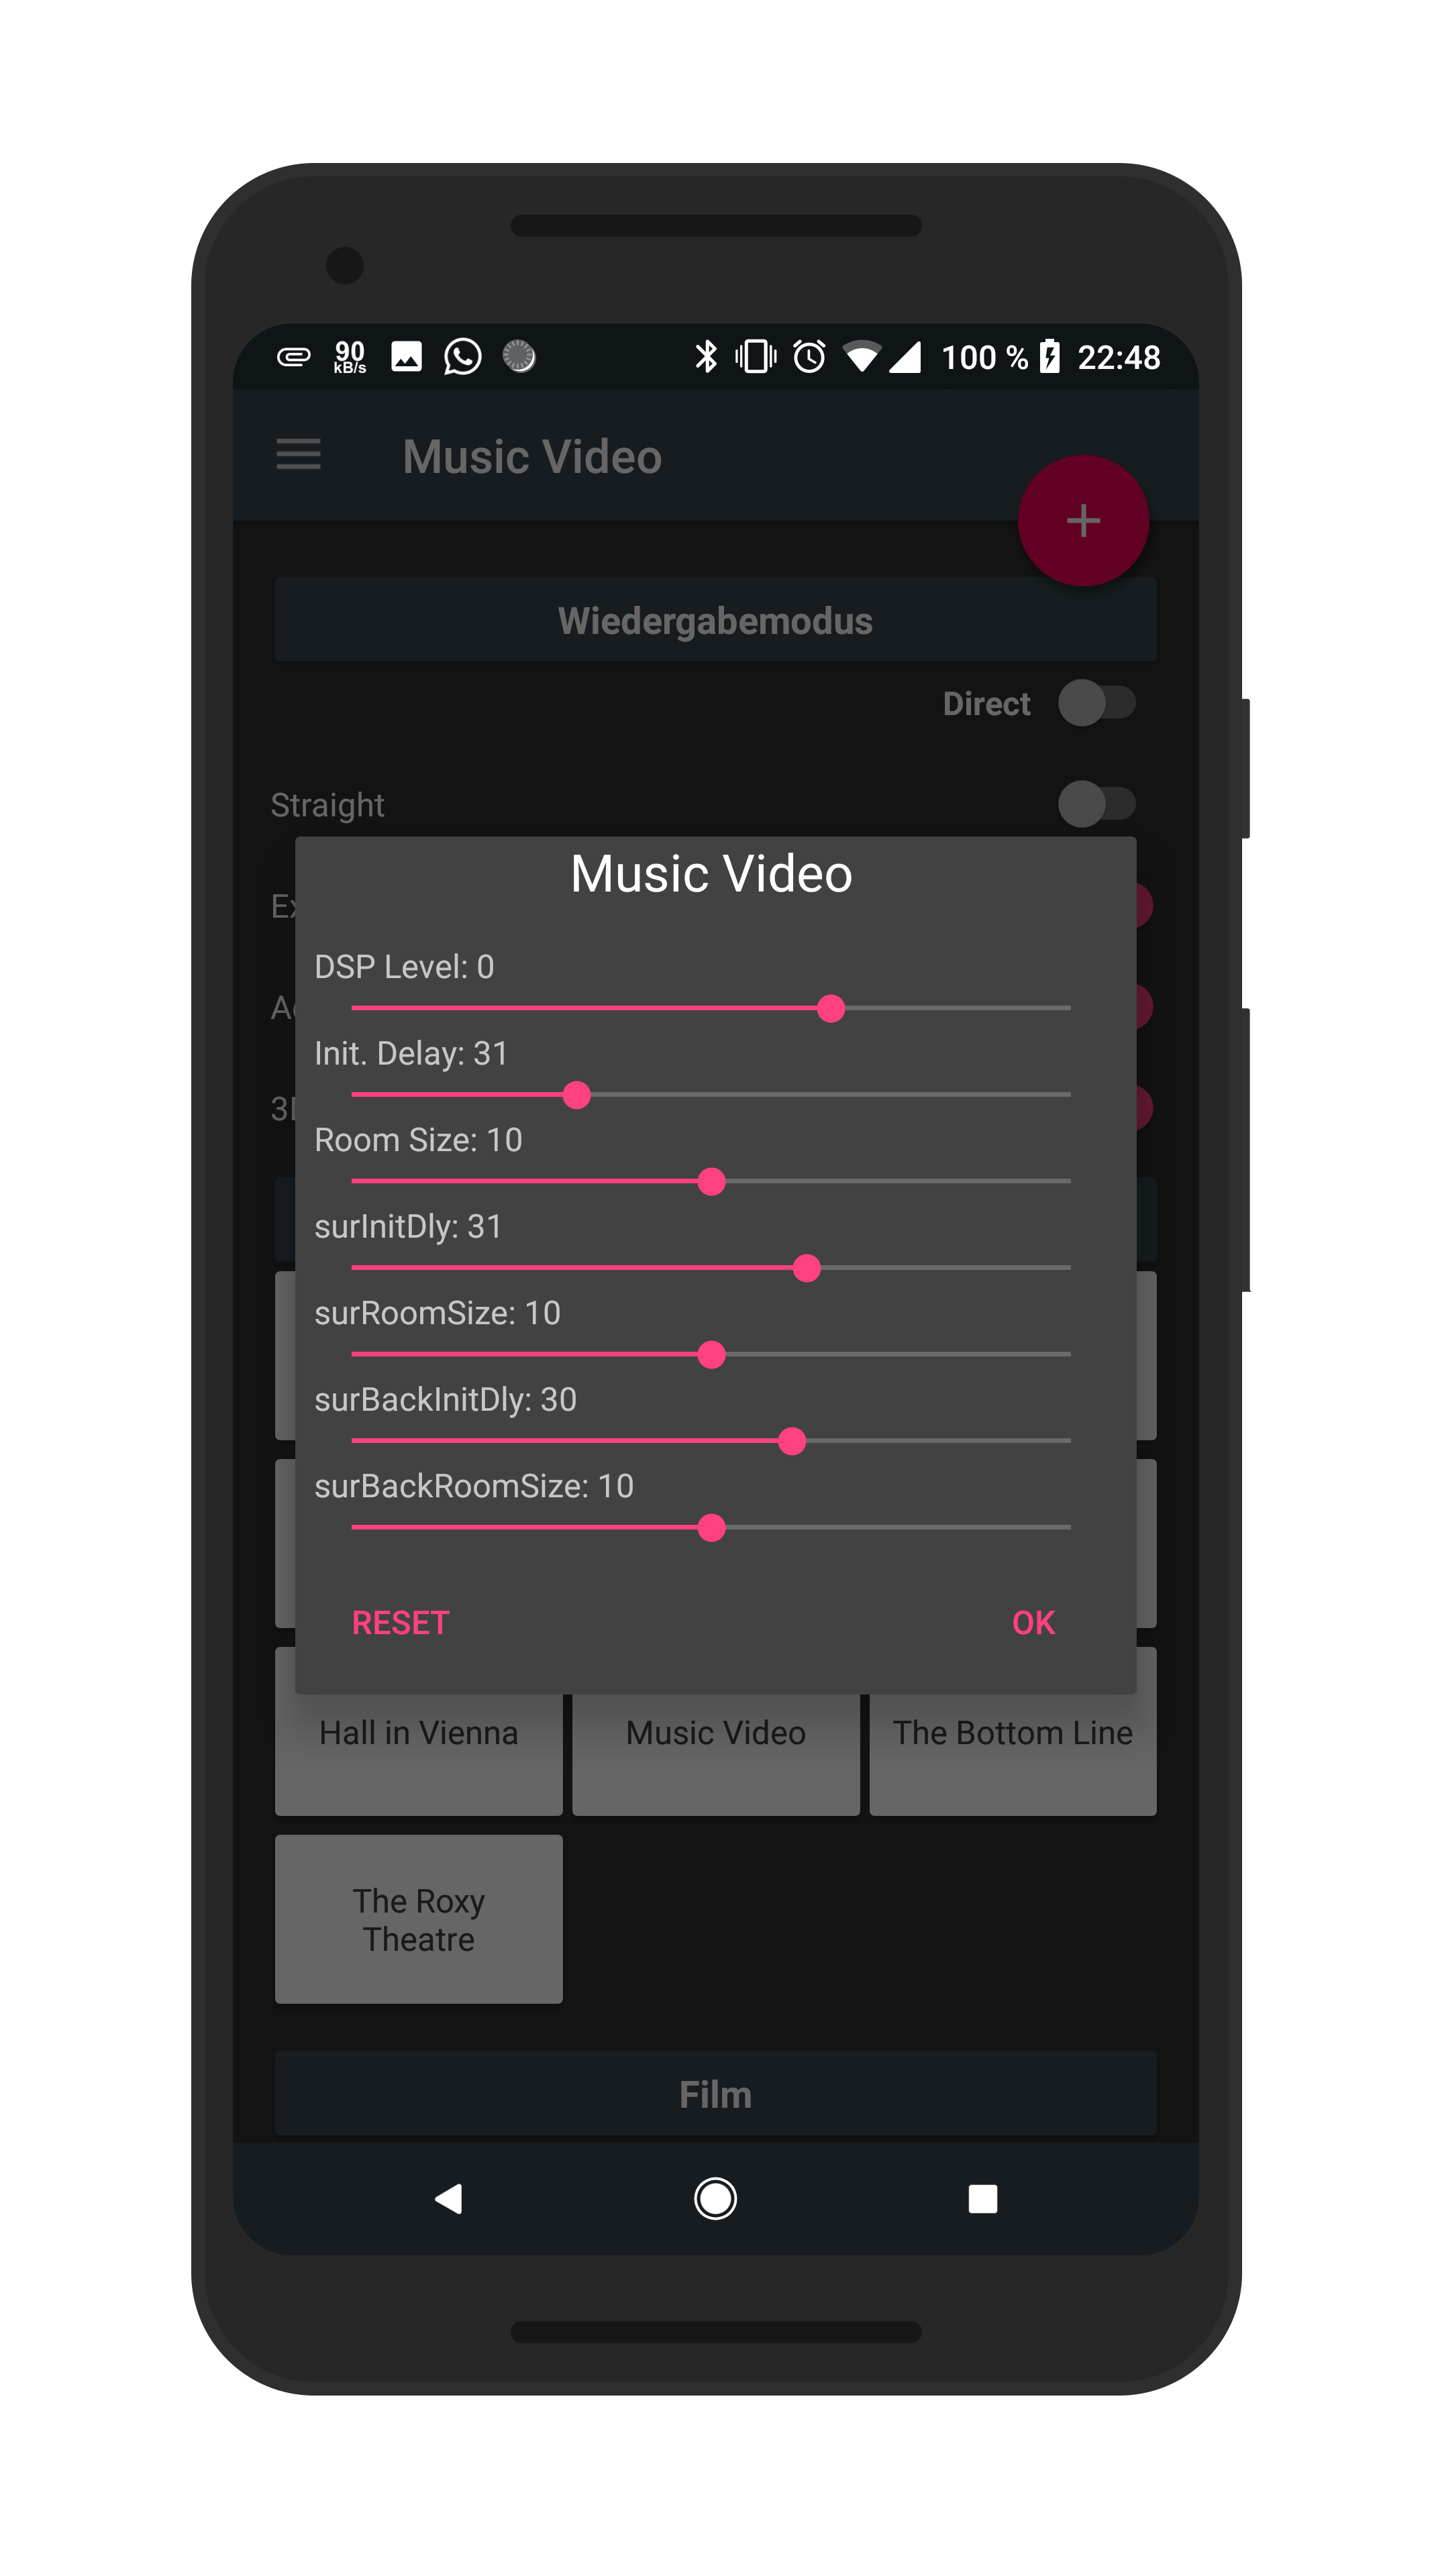 90
kB/s
100 %
22:48
Music Video
+
Wiedergabemodus
Direct
Straight
Music Video
DSP Level: 0
Init. Delay: 31
Room Size: 10
surInitDly: 31
surRoomSize: 10
surBackInitDly: 30
surBackRoomSize: 10
RESET
OK
Hall in Vienna
Music Video
The Bottom Line
The Roxy
Theatre
Film